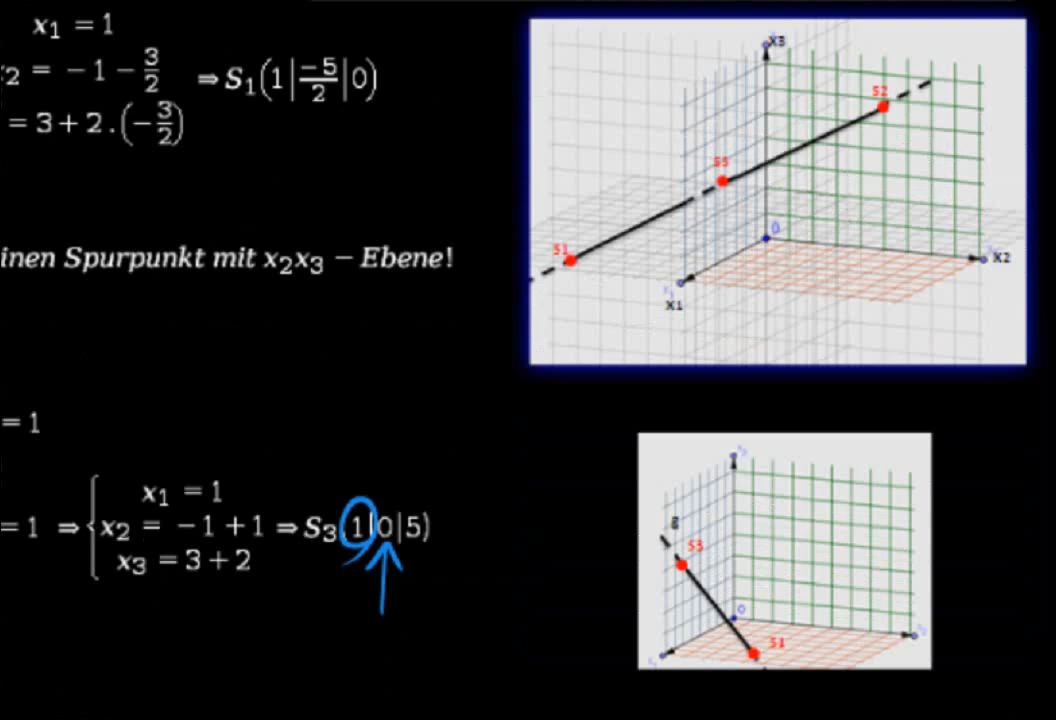 x₁ = 1
x₂ = −1 − 3/2 ⇒ S₁(1|−5/2|0)
= 3 + 2.(−3/2)
inen Spurpunkt mit x₂x₃ − Ebene!
= 1
x₁ = 1
= 1 ⇒ { x₂ = −1 + 1 ⇒ S₃(1|0|5)
x₃ = 3 + 2
X3
S2
S3
S1
0
X2
X1
g
S3
0
S1